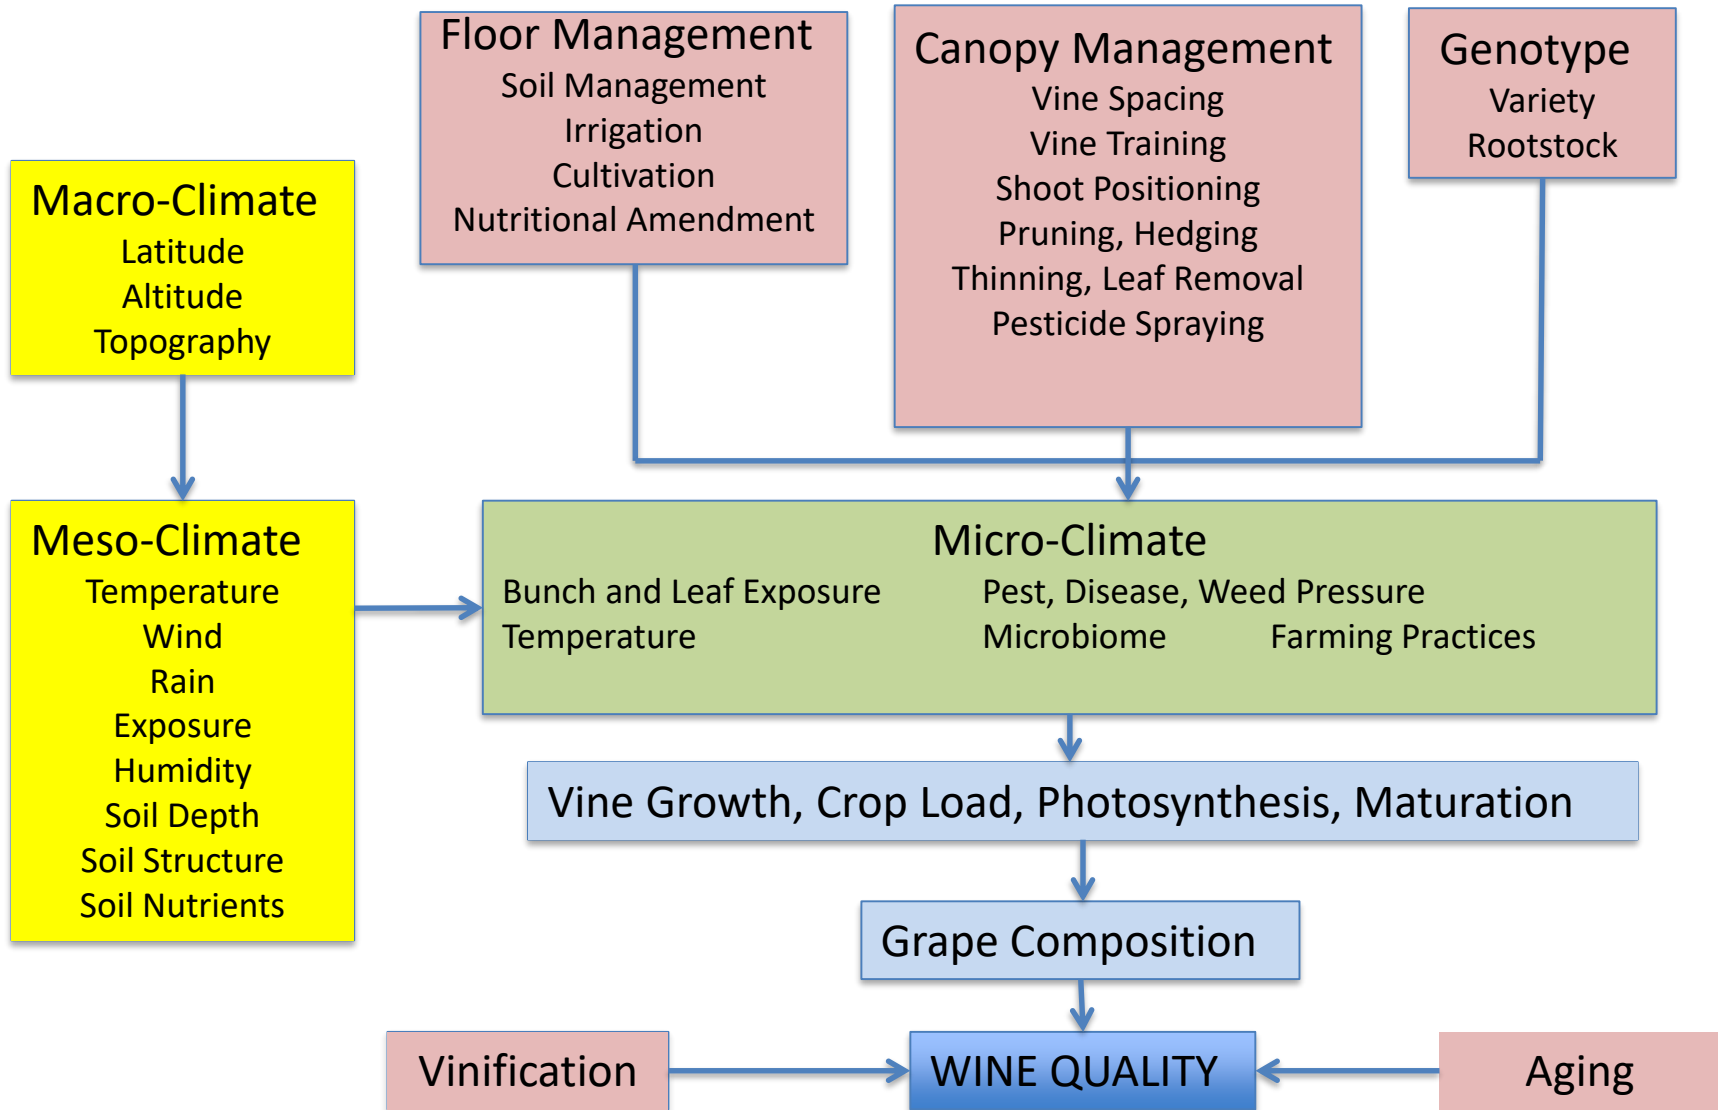 Floor Management
Soil Management
Irrigation
Cultivation
Nutritional Amendment
Canopy Management
Vine Spacing
Vine Training
Shoot Positioning
Pruning, Hedging
Thinning, Leaf Removal
Pesticide Spraying
Genotype
Variety
Rootstock
Macro-Climate
Latitude
Altitude
Topography
Meso-Climate
Temperature
Wind
Rain
Exposure
Humidity
Soil Depth
Soil Structure
Soil Nutrients
Micro-Climate
Bunch and Leaf Exposure Pest, Disease, Weed Pressure
Temperature Microbiome Farming Practices
Vine Growth, Crop Load, Photosynthesis, Maturation
Grape Composition
Vinification
WINE QUALITY
Aging